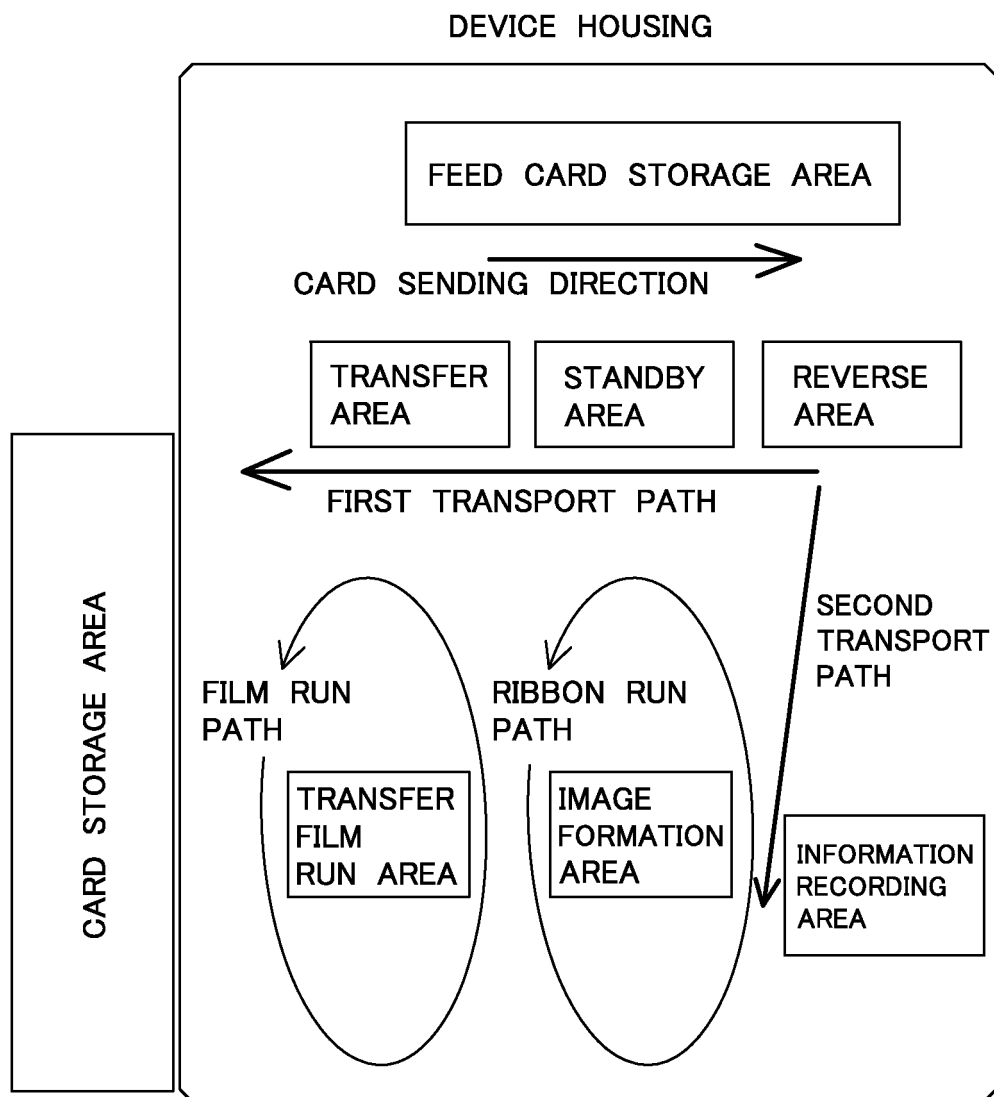 DEVICE HOUSING
FEED CARD STORAGE AREA
CARD SENDING DIRECTION
TRANSFER
AREA
STANDBY
AREA
REVERSE
AREA
FIRST TRANSPORT PATH
SECOND
TRANSPORT
PATH
CARD STORAGE AREA
FILM RUN
PATH
RIBBON RUN
PATH
TRANSFER
FILM
RUN AREA
IMAGE
FORMATION
AREA
INFORMATION
RECORDING
AREA